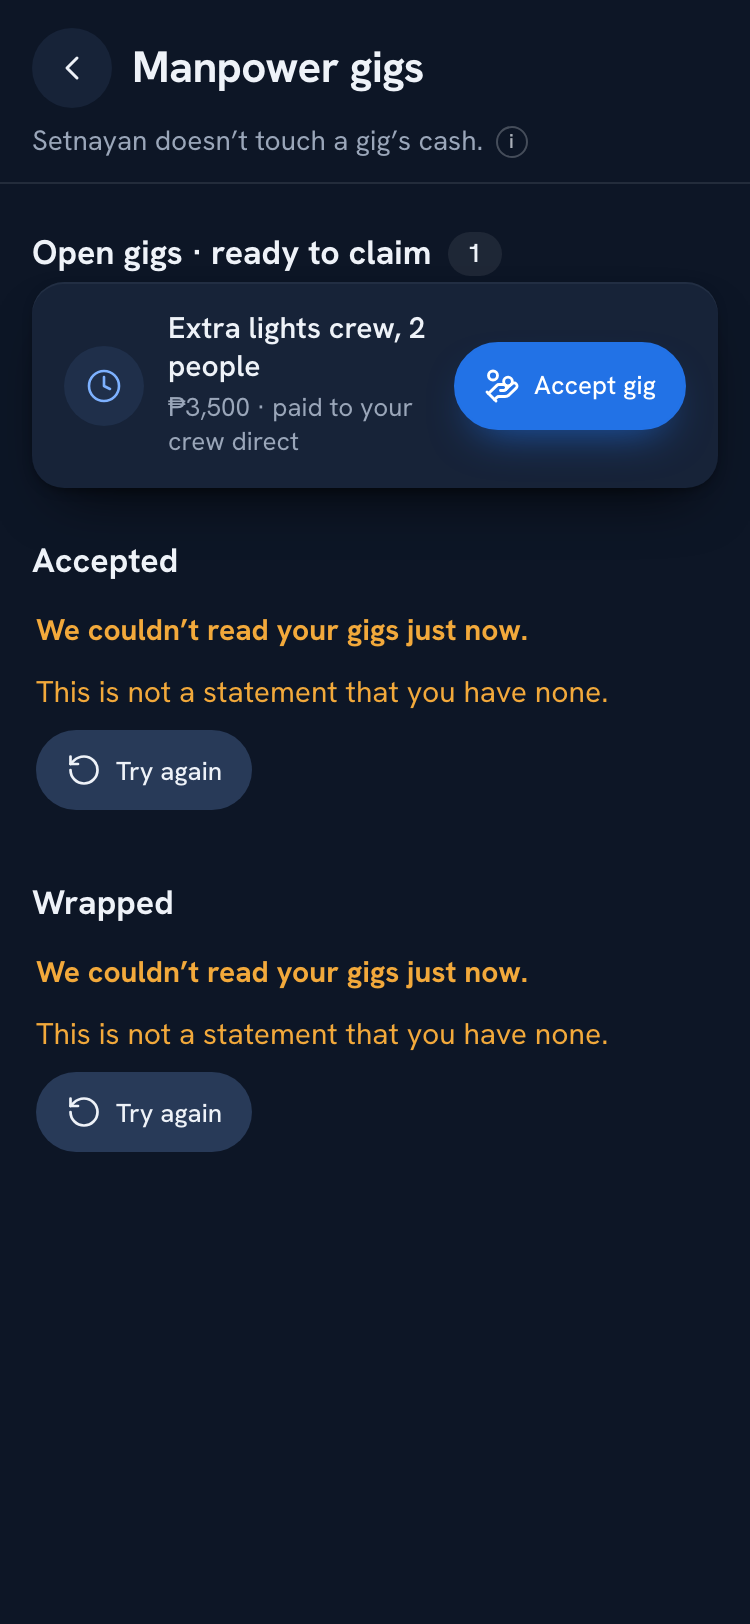 Manpower gigs
Setnayan doesn’t touch a gig’s cash. i
Open gigs · ready to claim 1
Extra lights crew, 2
people
₱3,500 · paid to your
crew direct
Accept gig
Accepted
We couldn’t read your gigs just now.
This is not a statement that you have none.
Try again
Wrapped
We couldn’t read your gigs just now.
This is not a statement that you have none.
Try again